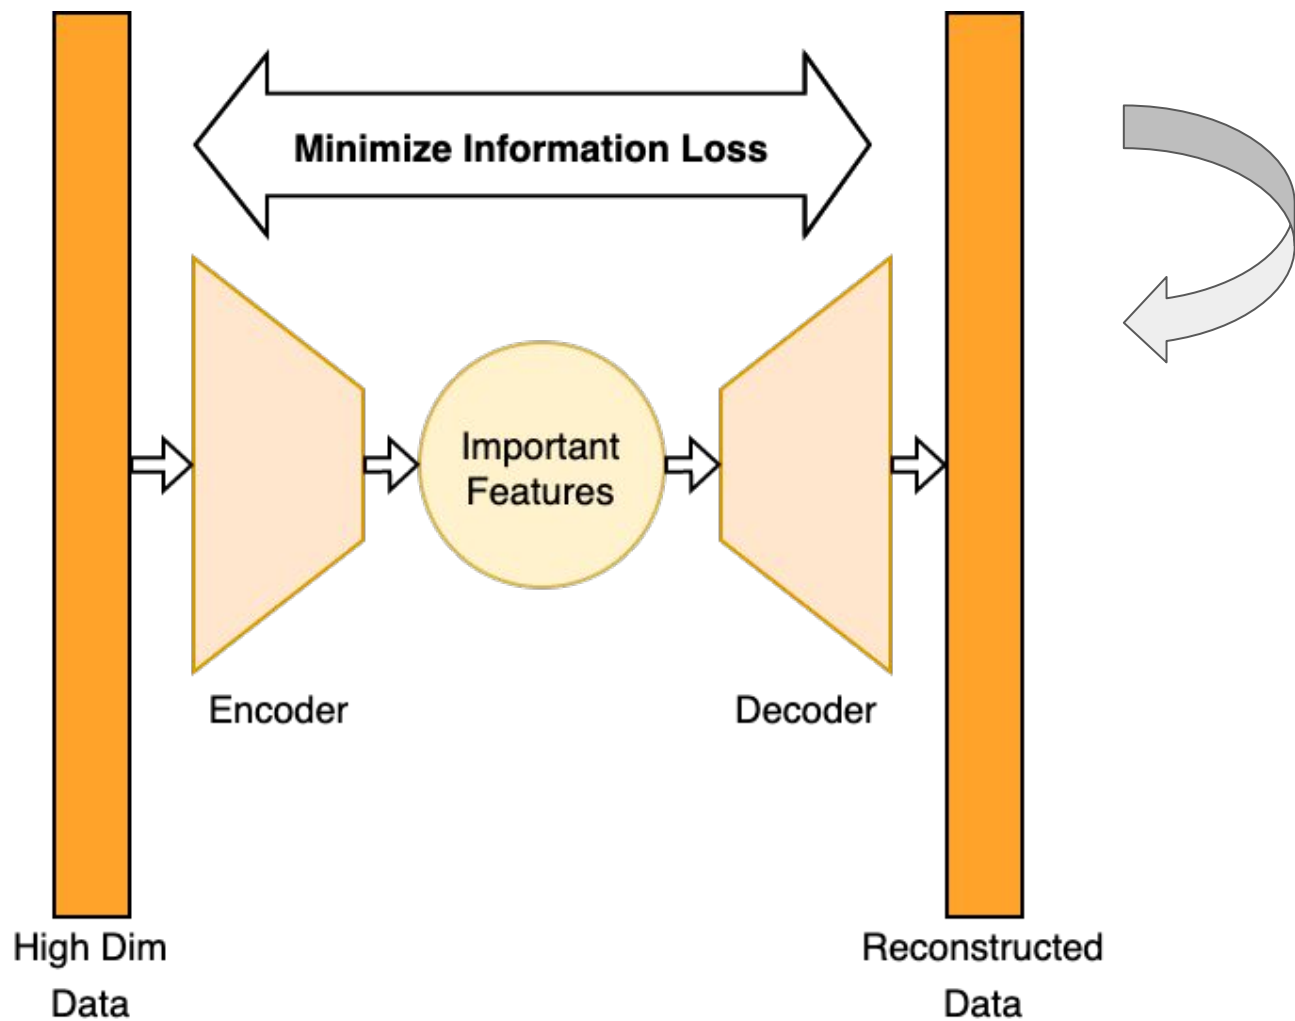 Minimize Information Loss
Important
Features
Encoder
Decoder
High Dim
Data
Reconstructed
Data